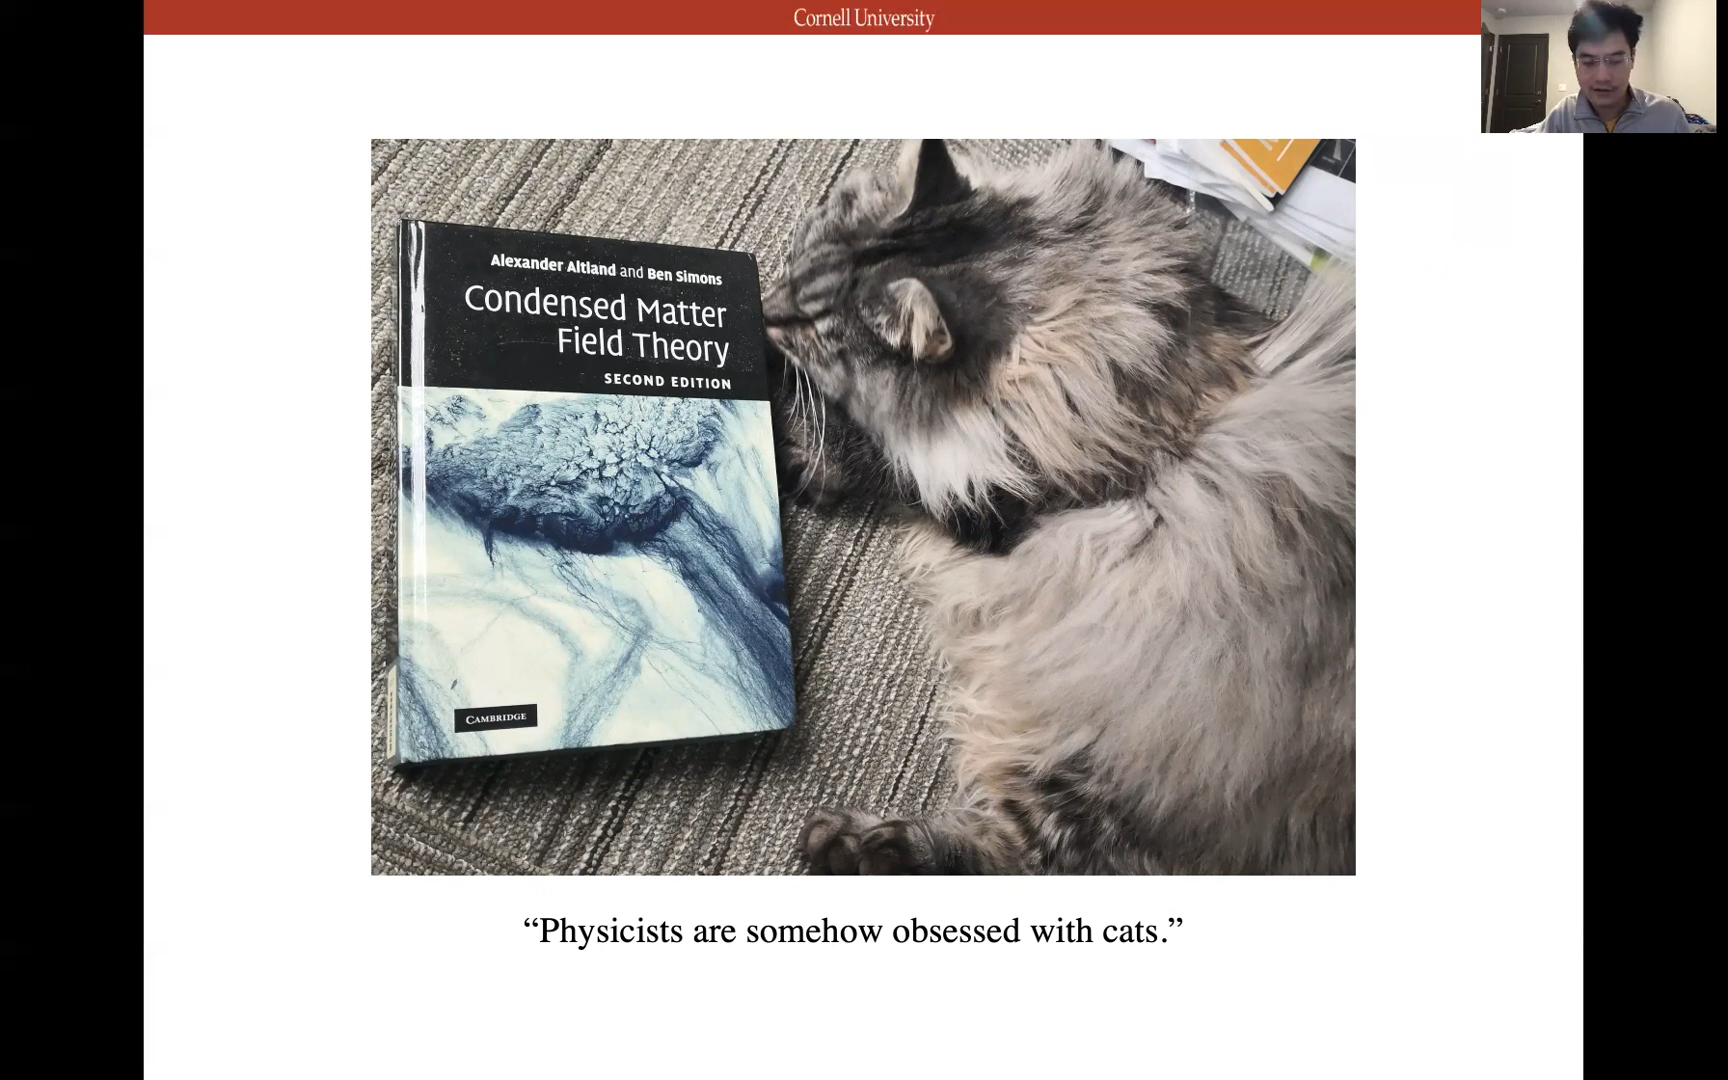 Cornell University
Alexander Altland and Ben Simons
Condensed Matter
Field Theory
SECOND EDITION
CAMBRIDGE
“Physicists are somehow obsessed with cats.”